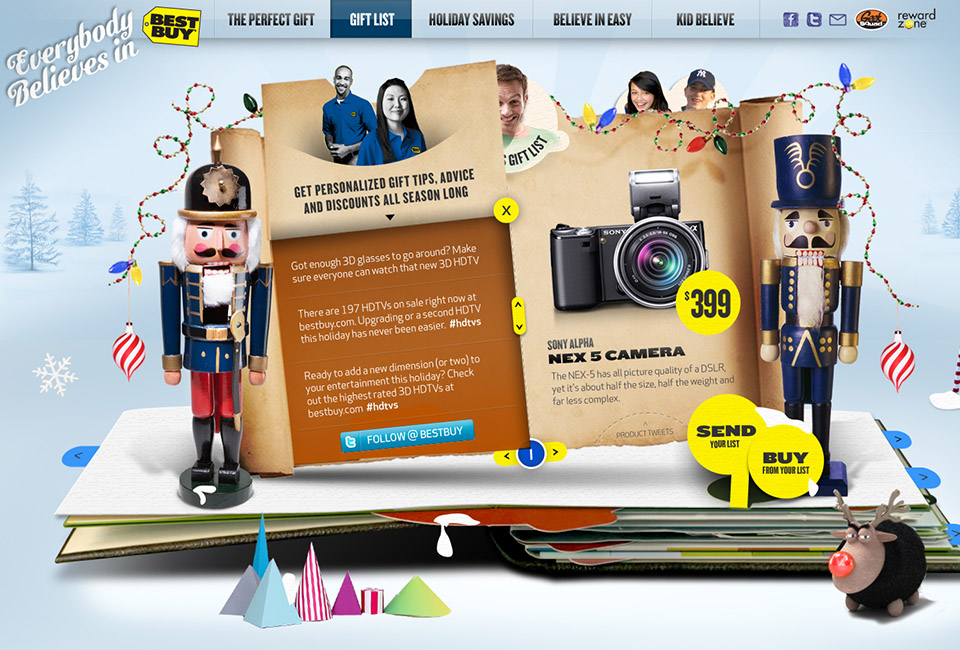 Everybody
Believes in
BEST
BUY
THE PERFECT GIFT
GIFT LIST
HOLIDAY SAVINGS
BELIEVE IN EASY
KID BELIEVE
f
t
Geek
Squad
reward
zone
GET PERSONALIZED GIFT TIPS, ADVICE
AND DISCOUNTS ALL SEASON LONG
X
Got enough 3D glasses to go around? Make
sure everyone can watch that new 3D HDTV
There are 197 HDTVs on sale right now at
bestbuy.com. Upgrading or a second HDTV
this holiday has never been easier. #hdtvs
Ready to add a new dimension (or two) to
your entertainment this holiday? Check
out the highest rated 3D HDTVs at
bestbuy.com #hdtvs
t FOLLOW @ BESTBUY
S GIFT LIST
SONY α
$399
SONY ALPHA
NEX 5 CAMERA
The NEX-5 has all picture quality of a DSLR,
yet it's about half the size, half the weight and
far less complex.
PRODUCT TWEETS
< 1 >
SEND
YOUR LIST
BUY
FROM YOUR LIST